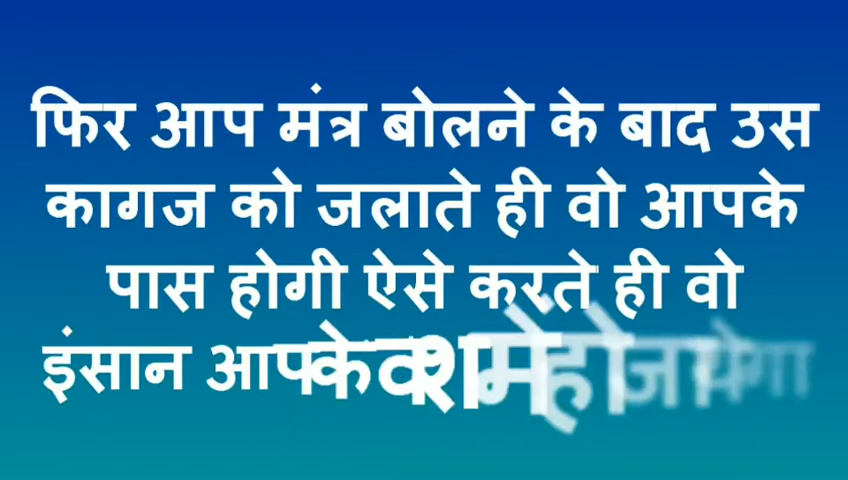 फिर आप मंत्र बोलने के बाद उस
कागज को जलाते ही वो आपके
पास होगी ऐसे करते ही वो
इंसान आपके वश में हो जायेगा